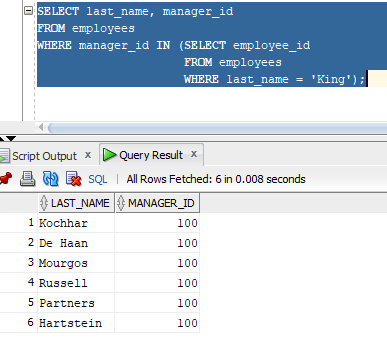 SELECT last_name, manager_id
FROM employees
WHERE manager_id IN (SELECT employee_id
FROM employees
WHERE last_name = 'King');
Script Output x Query Result x
SQL | All Rows Fetched: 6 in 0.008 seconds
LAST_NAME MANAGER_ID
1 Kochhar 100
2 De Haan 100
3 Mourgos 100
4 Russell 100
5 Partners 100
6 Hartstein 100